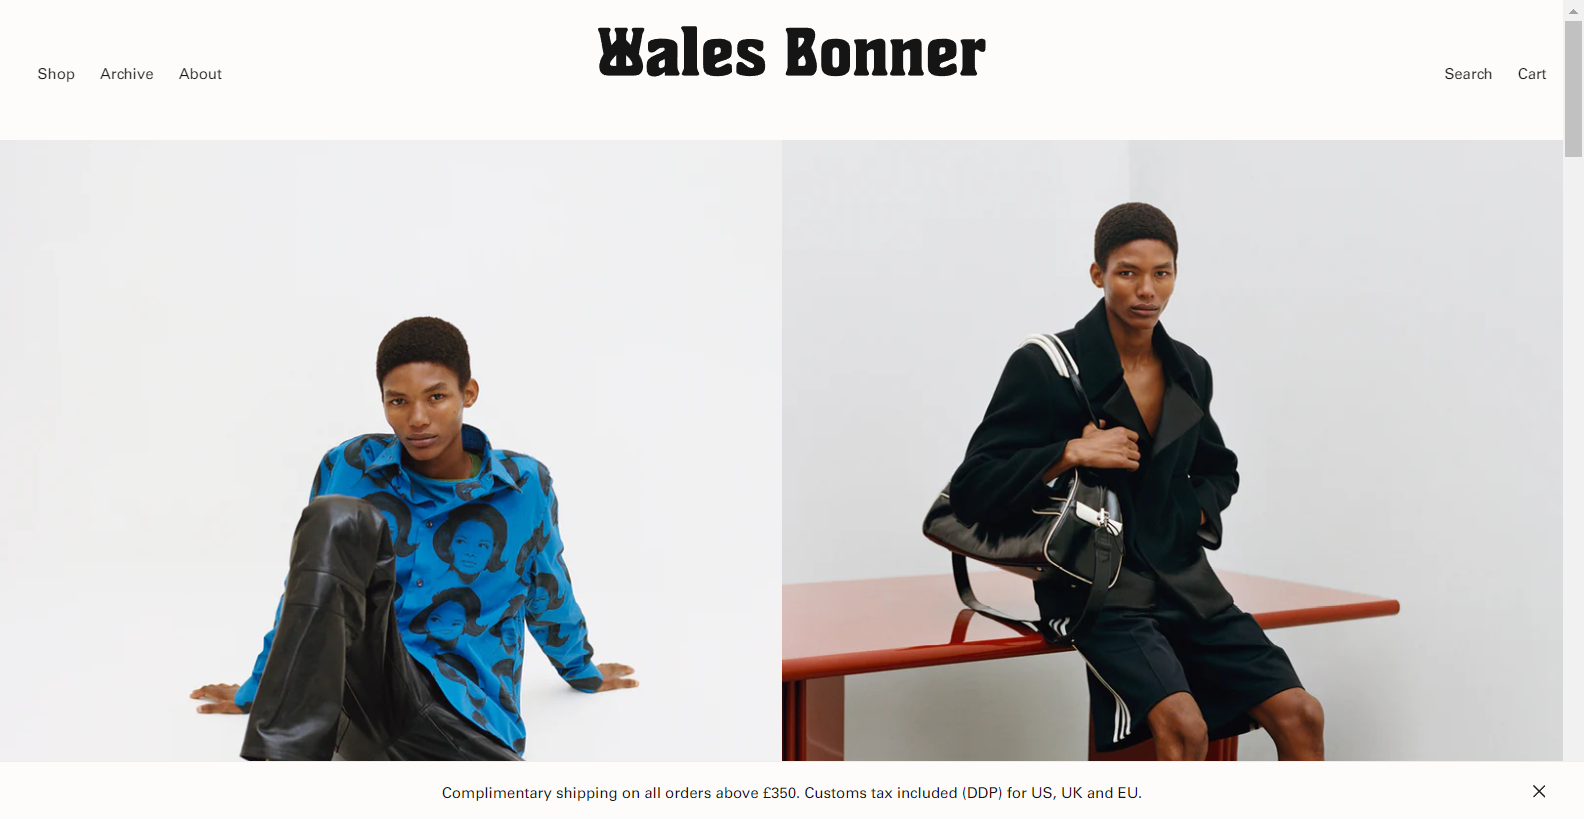 Wales Bonner
Shop Archive About
Search Cart
Complimentary shipping on all orders above £350. Customs tax included (DDP) for US, UK and EU.